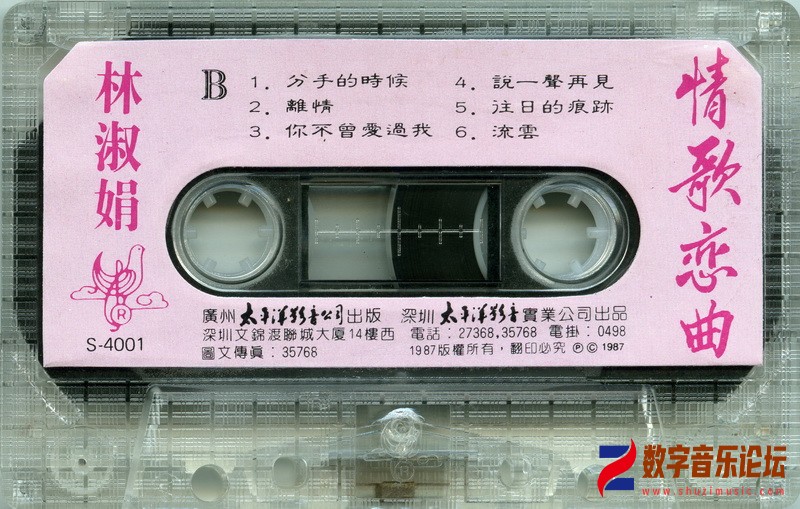 林淑娟
B
1. 分手的時候
2. 離情
3. 你不曾愛過我
4. 說一聲再見
5. 往日的痕跡
6. 流雲
情歌恋曲
R
S-4001
廣州太平洋影音公司出版 深圳太平洋影音實業公司出品
深圳文錦渡聯城大厦14樓西 電話：27368,35768 電掛：0498
圖文傳眞：35768 1987版權所有，翻印必究 ℗ © 1987
数字音乐论坛
www.shuzimusic.com